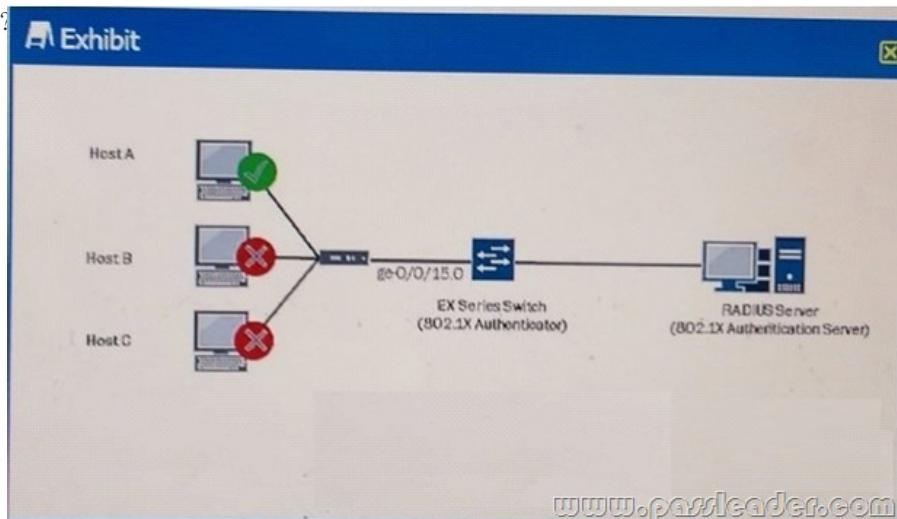 ?
Exhibit
Host A
Host B
Host C
ge-0/0/15.0
EX Series Switch
(802.1X Authenticator)
RADIUS Server
(802.1X Authentication Server)
www.passleader.com